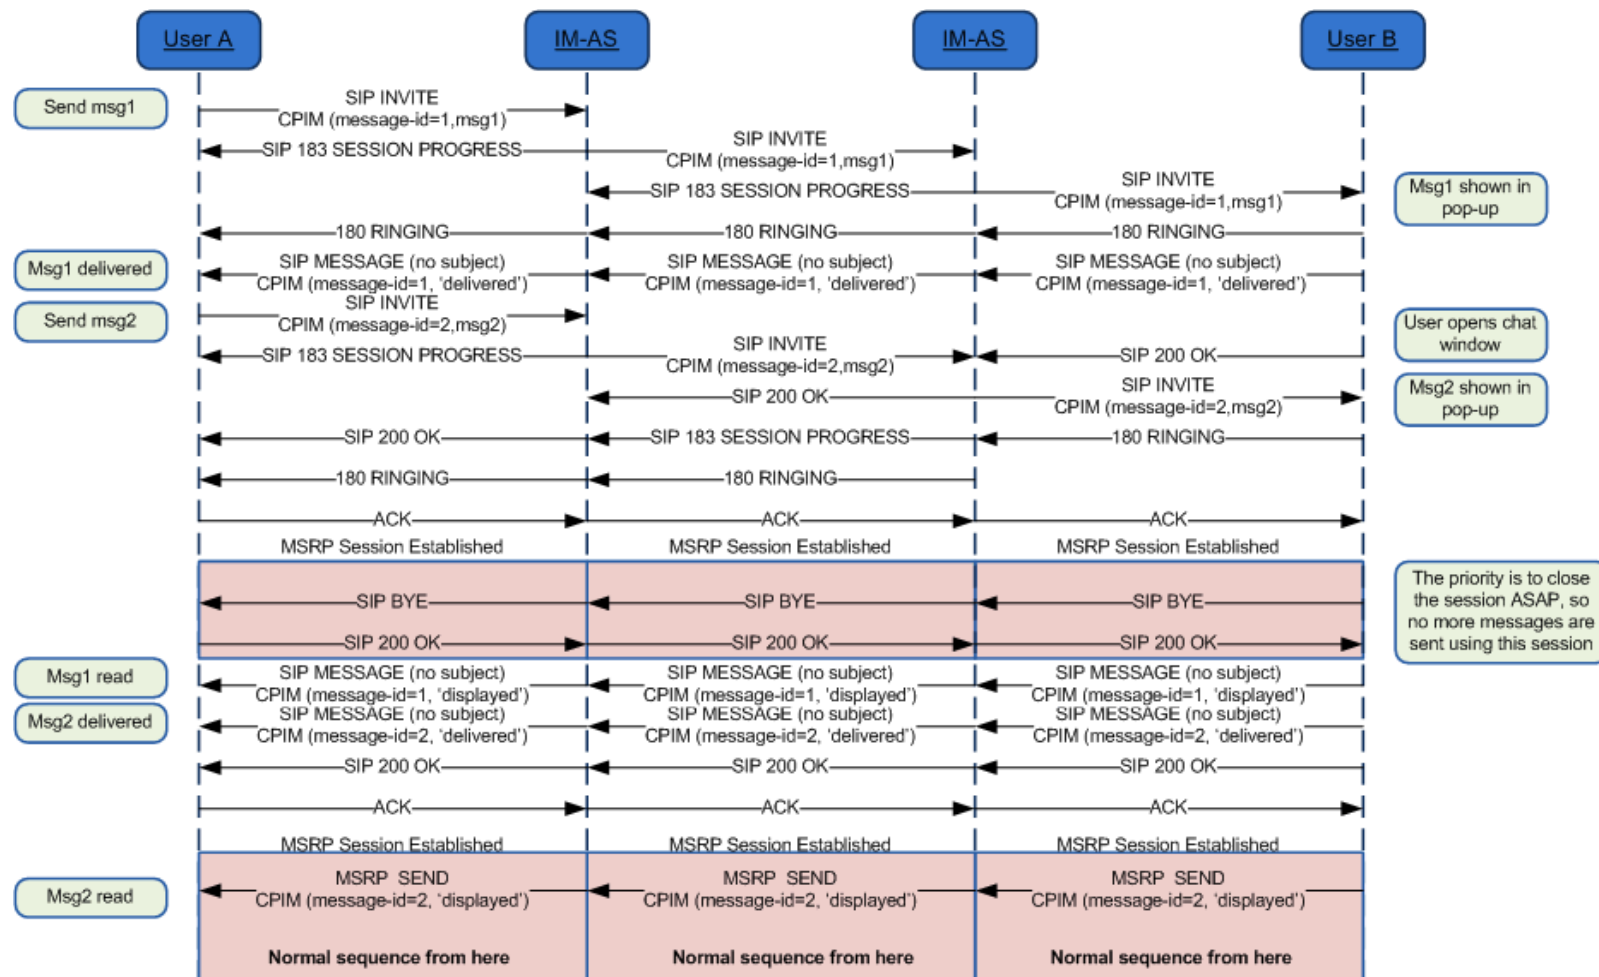 User A
IM-AS
IM-AS
User B
Send msg1
SIP INVITE
CPIM (message-id=1,msg1)
SIP 183 SESSION PROGRESS
SIP INVITE
CPIM (message-id=1,msg1)
SIP 183 SESSION PROGRESS
SIP INVITE
CPIM (message-id=1,msg1)
Msg1 shown in
pop-up
180 RINGING
180 RINGING
180 RINGING
Msg1 delivered
SIP MESSAGE (no subject)
CPIM (message-id=1, ‘delivered’)
SIP MESSAGE (no subject)
CPIM (message-id=1, ‘delivered’)
SIP MESSAGE (no subject)
CPIM (message-id=1, ‘delivered’)
Send msg2
SIP INVITE
CPIM (message-id=2,msg2)
User opens chat
window
SIP 183 SESSION PROGRESS
SIP INVITE
CPIM (message-id=2,msg2)
SIP 200 OK
SIP 200 OK
SIP INVITE
CPIM (message-id=2,msg2)
Msg2 shown in
pop-up
SIP 200 OK
SIP 183 SESSION PROGRESS
180 RINGING
180 RINGING
180 RINGING
ACK
ACK
ACK
MSRP Session Established
MSRP Session Established
MSRP Session Established
SIP BYE
SIP BYE
SIP BYE
The priority is to close
the session ASAP, so
no more messages are
sent using this session
SIP 200 OK
SIP 200 OK
SIP 200 OK
Msg1 read
SIP MESSAGE (no subject)
CPIM (message-id=1, ‘displayed’)
SIP MESSAGE (no subject)
CPIM (message-id=1, ‘displayed’)
SIP MESSAGE (no subject)
CPIM (message-id=1, ‘displayed’)
Msg2 delivered
SIP MESSAGE (no subject)
CPIM (message-id=2, ‘delivered’)
SIP MESSAGE (no subject)
CPIM (message-id=2, ‘delivered’)
SIP MESSAGE (no subject)
CPIM (message-id=2, ‘delivered’)
SIP 200 OK
SIP 200 OK
SIP 200 OK
ACK
ACK
ACK
MSRP Session Established
MSRP Session Established
MSRP Session Established
Msg2 read
MSRP SEND
CPIM (message-id=2, ‘displayed’)
MSRP SEND
CPIM (message-id=2, ‘displayed’)
MSRP SEND
CPIM (message-id=2, ‘displayed’)
Normal sequence from here
Normal sequence from here
Normal sequence from here